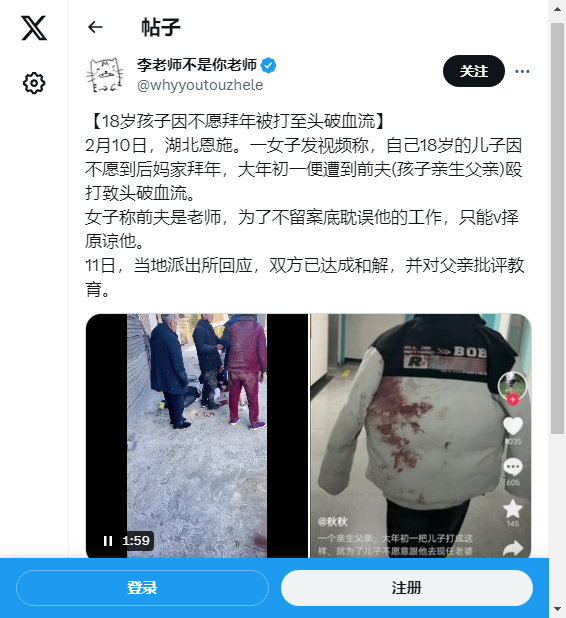 帖子
李老师不是你老师
@whyyoutouzhele
关注
【18岁孩子因不愿拜年被打至头破血流】
2月10日，湖北恩施。一女子发视频称，自己18岁的儿子因
不愿到后妈家拜年，大年初一便遭到前夫(孩子亲生父亲)殴
打致头破血流。
女子称前夫是老师，为了不留案底耽误他的工作，只能v择
原谅他。
11日，当地派出所回应，双方已达成和解，并对父亲批评教
育。
BOB
R
1035
605
145
@秋秋
一个亲生父亲、大年初一把儿子打成这
样，就为了儿子不愿意跟他去现任老婆
1:59
登录
注册